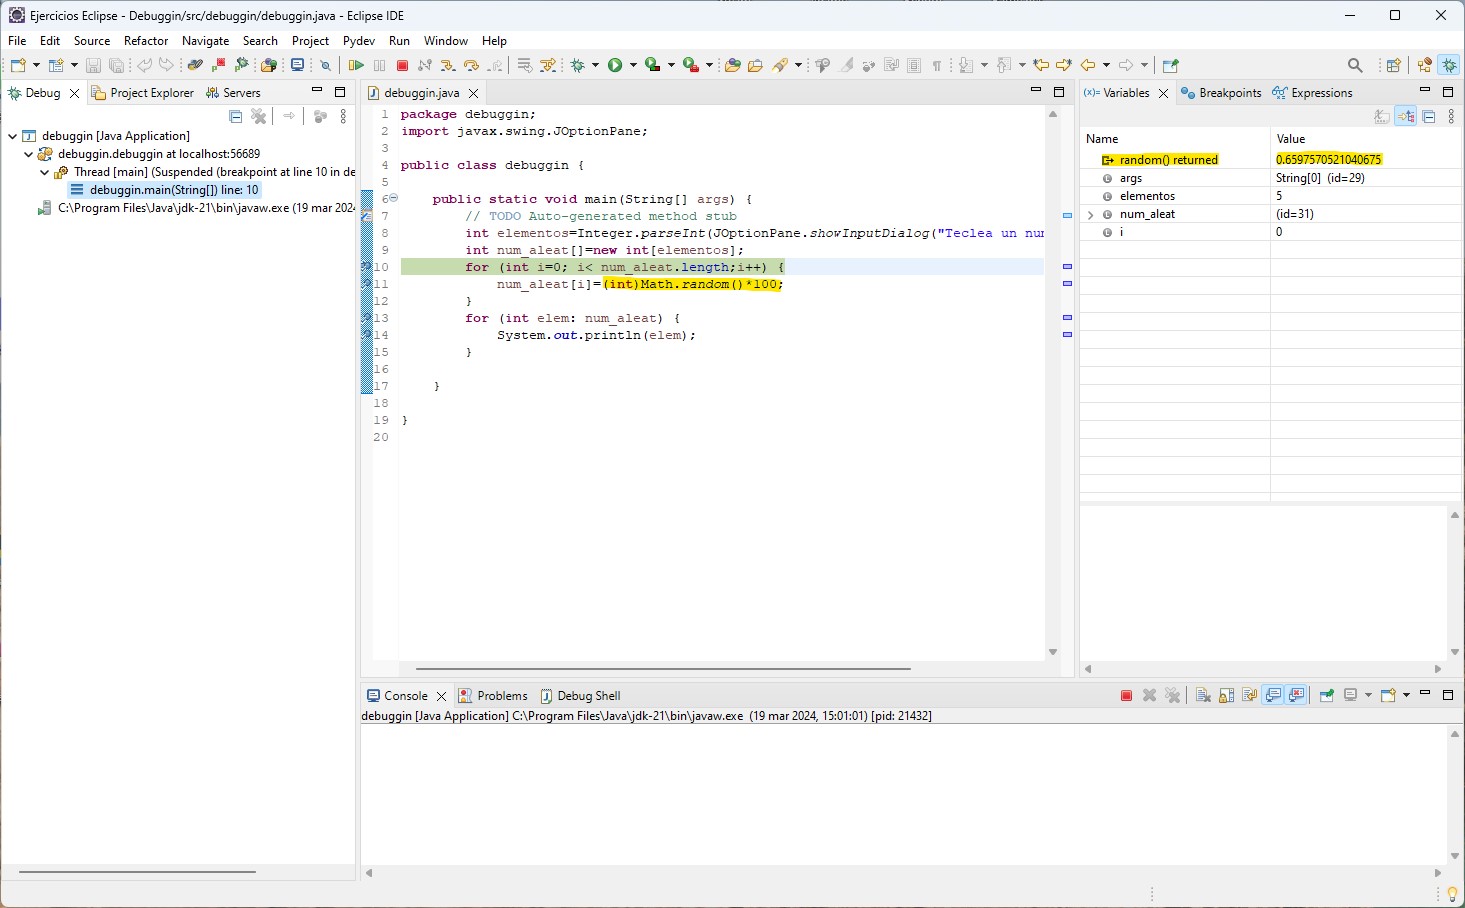 Ejercicios Eclipse - Debuggin/src/debuggin/debuggin.java - Eclipse IDE
File Edit Source Refactor Navigate Search Project Pydev Run Window Help
Debug Project Explorer Servers
debuggin [Java Application]
debuggin.debuggin at localhost:56689
Thread [main] (Suspended (breakpoint at line 10 in de
debuggin.main(String[]) line: 10
C:\Program Files\Java\jdk-21\bin\javaw.exe (19 mar 2024
debuggin.java
1 package debuggin;
2 import javax.swing.JOptionPane;
3
4 public class debuggin {
5
6 public static void main(String[] args) {
7 // TODO Auto-generated method stub
8 int elementos=Integer.parseInt(JOptionPane.showInputDialog("Teclea un num
9 int num_aleat[]=new int[elementos];
10 for (int i=0; i< num_aleat.length;i++) {
11 num_aleat[i]=(int)Math.random()*100;
12 }
13 for (int elem: num_aleat) {
14 System.out.println(elem);
15 }
16
17 }
18
19 }
20
(x)= Variables Breakpoints Expressions
Name Value
random() returned 0.6597570521040675
args String[0] (id=29)
elementos 5
num_aleat (id=31)
i 0
Console Problems Debug Shell
debuggin [Java Application] C:\Program Files\Java\jdk-21\bin\javaw.exe (19 mar 2024, 15:01:01) [pid: 21432]